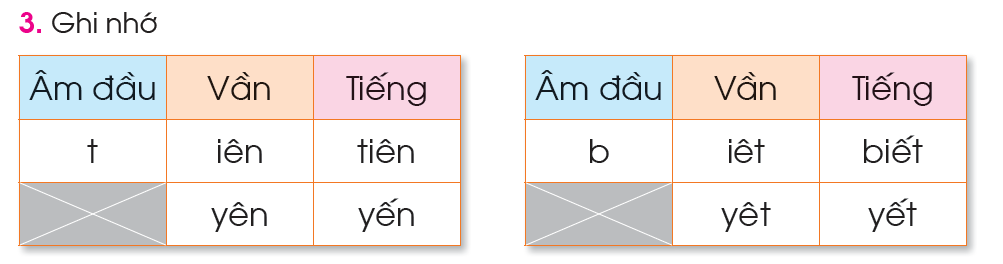 3. Ghi nhớ
Âm đầu Vần Tiếng
t iên tiên
yên yến
Âm đầu Vần Tiếng
b iêt biết
yêt yết